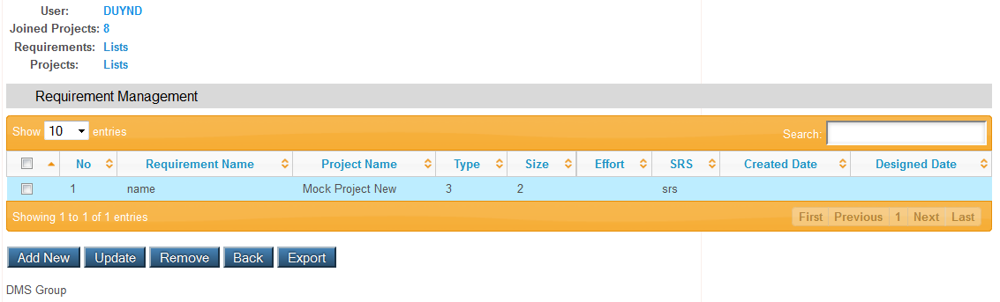 User: DUYND
Joined Projects: 8
Requirements: Lists
Projects: Lists
Requirement Management
Show 10 entries Search:
No Requirement Name Project Name Type Size Effort SRS Created Date Designed Date
1 name Mock Project New 3 2 srs
Showing 1 to 1 of 1 entries First Previous 1 Next Last
Add New Update Remove Back Export
DMS Group